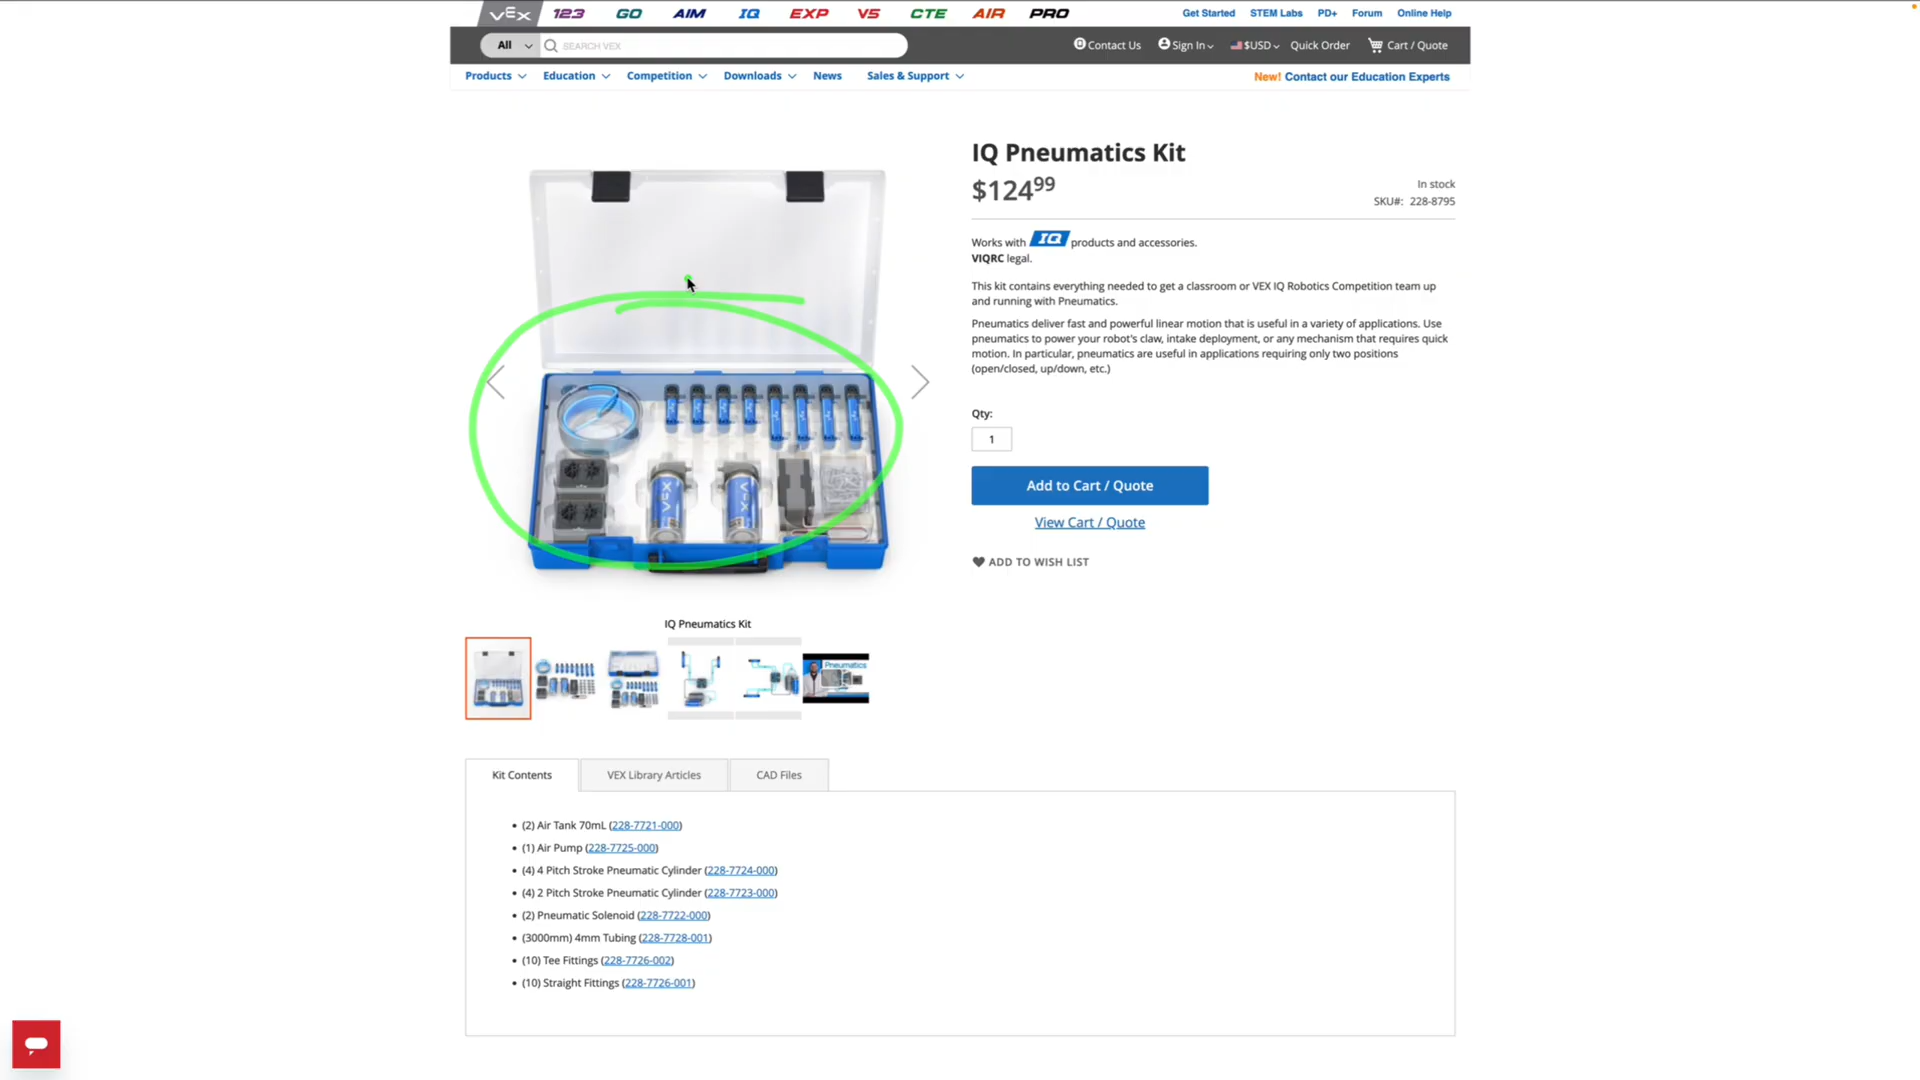 VEX 123 GO AIM IQ EXP V5 CTE AIR PRO
Get Started STEM Labs PD+ Forum Online Help
All SEARCH VEX Contact Us Sign In $USD Quick Order Cart / Quote
Products Education Competition Downloads News Sales & Support New! Contact our Education Experts
IQ Pneumatics Kit
$124.99
In stock
SKU#: 228-8795
Works with IQ products and accessories.
VIQRC legal.
This kit contains everything needed to get a classroom or VEX IQ Robotics Competition team up
and running with Pneumatics.
Pneumatics deliver fast and powerful linear motion that is useful in a variety of applications. Use
pneumatics to power your robot's claw, intake deployment, or any mechanism that requires quick
motion. In particular, pneumatics are useful in applications requiring only two positions
(open/closed, up/down, etc.)
Qty:
1
Add to Cart / Quote
View Cart / Quote
ADD TO WISH LIST
VEX
VEX
IQ Pneumatics Kit
Pneumatics
Kit Contents VEX Library Articles CAD Files
• (2) Air Tank 70mL (228-7721-000)
• (1) Air Pump (228-7725-000)
• (4) 4 Pitch Stroke Pneumatic Cylinder (228-7724-000)
• (4) 2 Pitch Stroke Pneumatic Cylinder (228-7723-000)
• (2) Pneumatic Solenoid (228-7722-000)
• (3000mm) 4mm Tubing (228-7728-001)
• (10) Tee Fittings (228-7726-002)
• (10) Straight Fittings (228-7726-001)